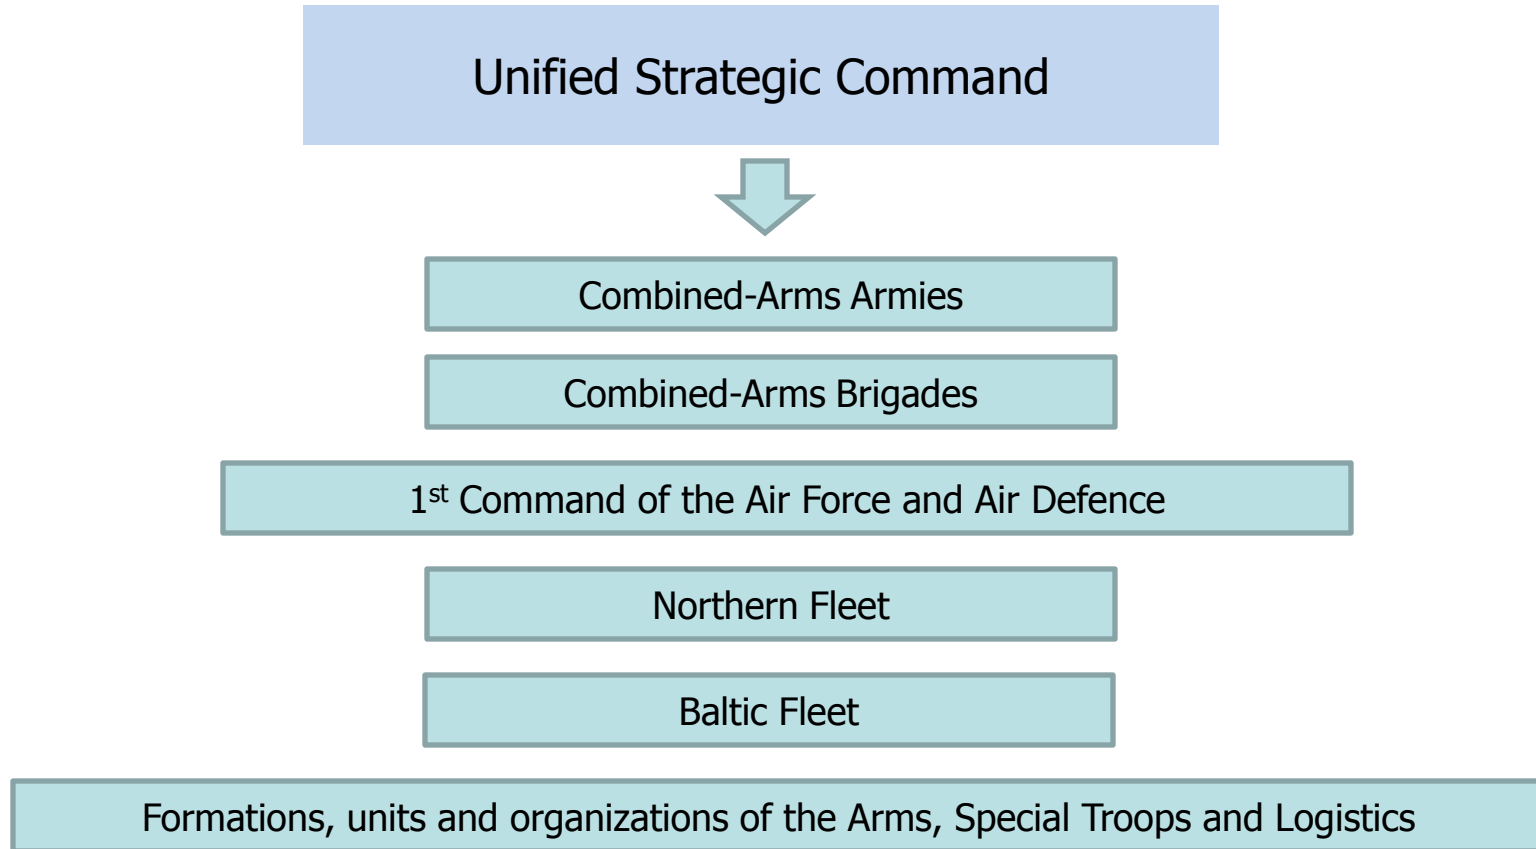 Unified Strategic Command
Combined-Arms Armies
Combined-Arms Brigades
1st Command of the Air Force and Air Defence
Northern Fleet
Baltic Fleet
Formations, units and organizations of the Arms, Special Troops and Logistics